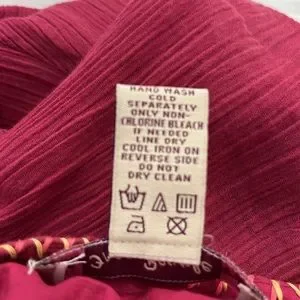 HAND WASH
COLD
SEPARATELY
ONLY NON-
CHLORINE BLEACH
IF NEEDED
LINE DRY
COOL IRON ON
REVERSE SIDE
DO NOT
DRY CLEAN